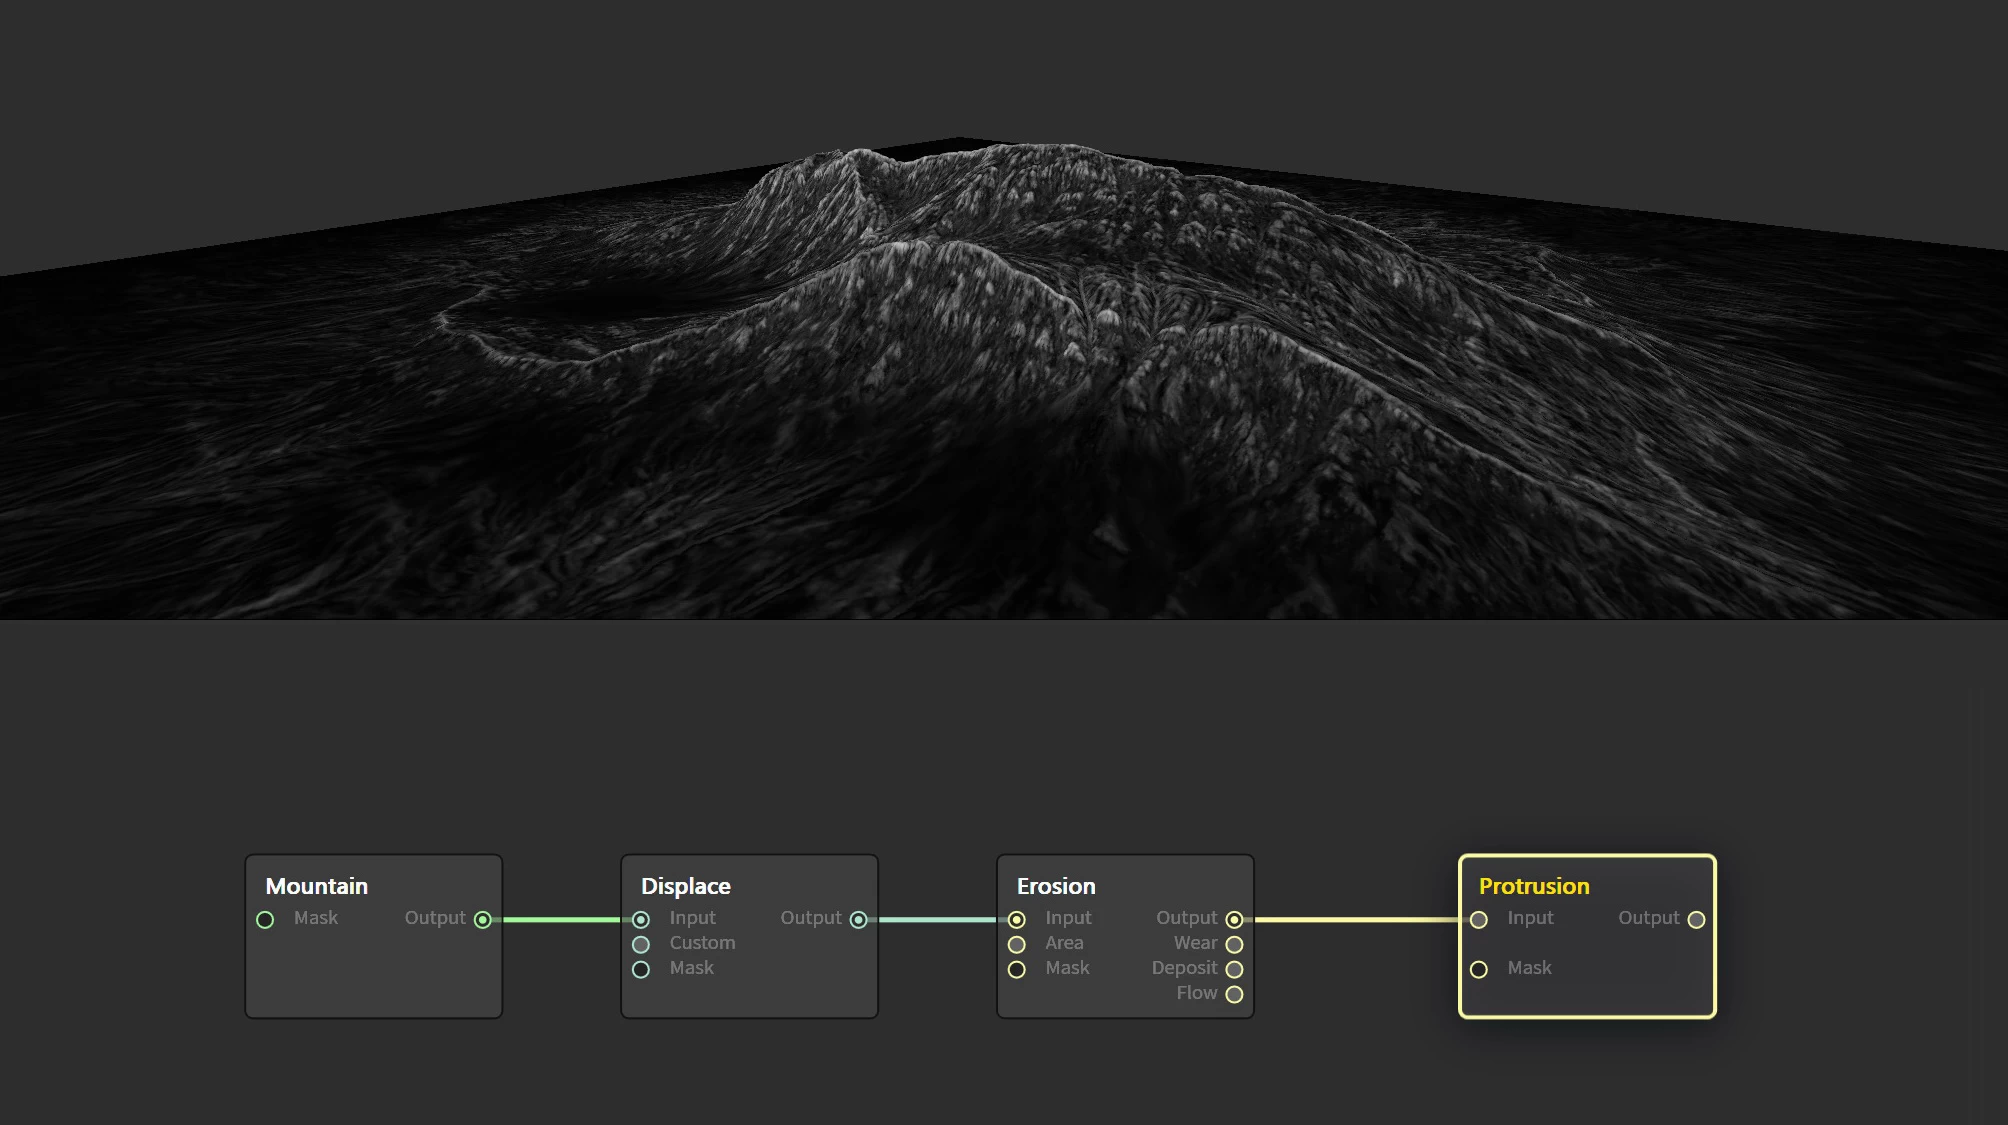 Mountain
Mask Output
Displace
Input Output
Custom
Mask
Erosion
Input Output
Area Wear
Mask Deposit
Flow
Protrusion
Input Output
Mask